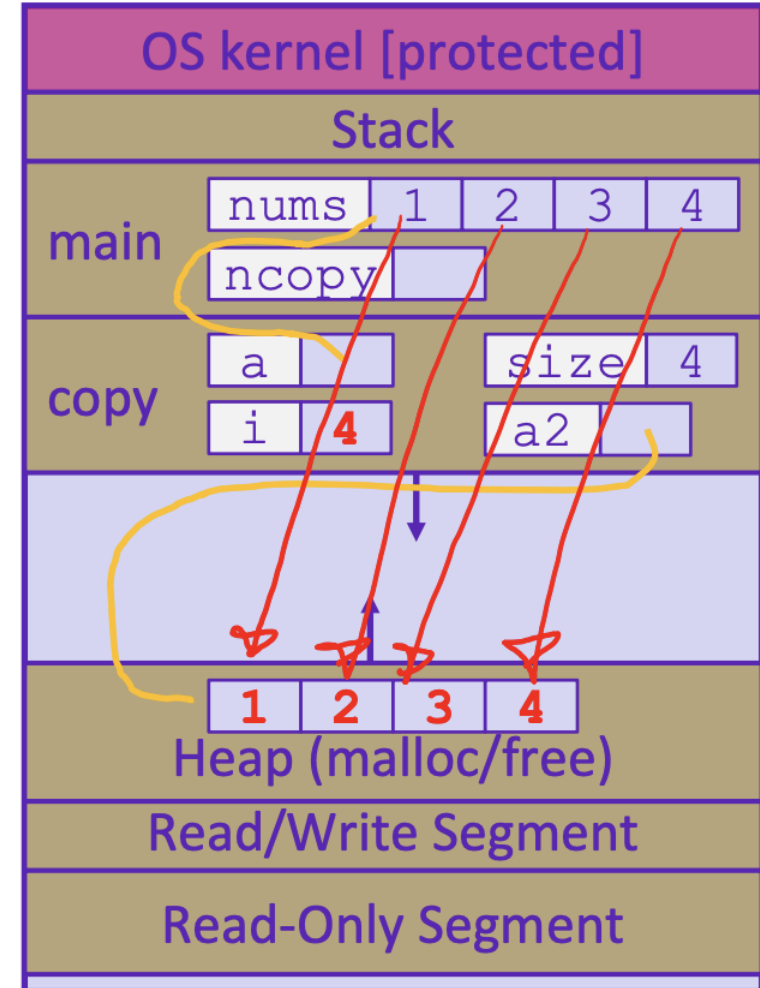 OS kernel [protected]
Stack
main
nums 1 2 3 4
ncopy
copy
a size 4
i 4 a2
1 2 3 4
Heap (malloc/free)
Read/Write Segment
Read-Only Segment